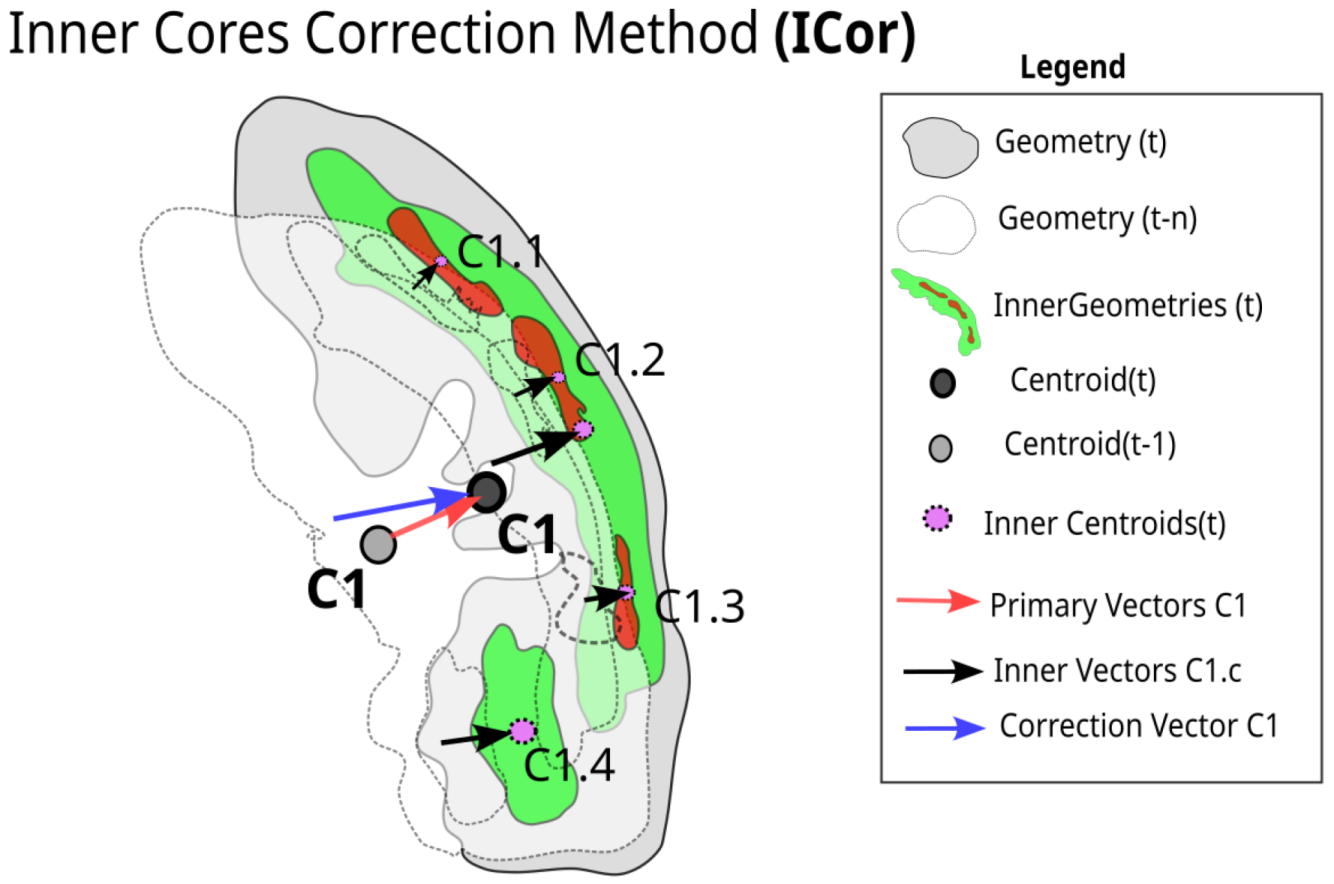 Inner Cores Correction Method (ICor)
Legend
Geometry (t)
Geometry (t-n)
InnerGeometries (t)
Centroid(t)
Centroid(t-1)
Inner Centroids(t)
Primary Vectors C1
Inner Vectors C1.c
Correction Vector C1
C1.1
C1.2
C1
C1
C1.3
C1.4